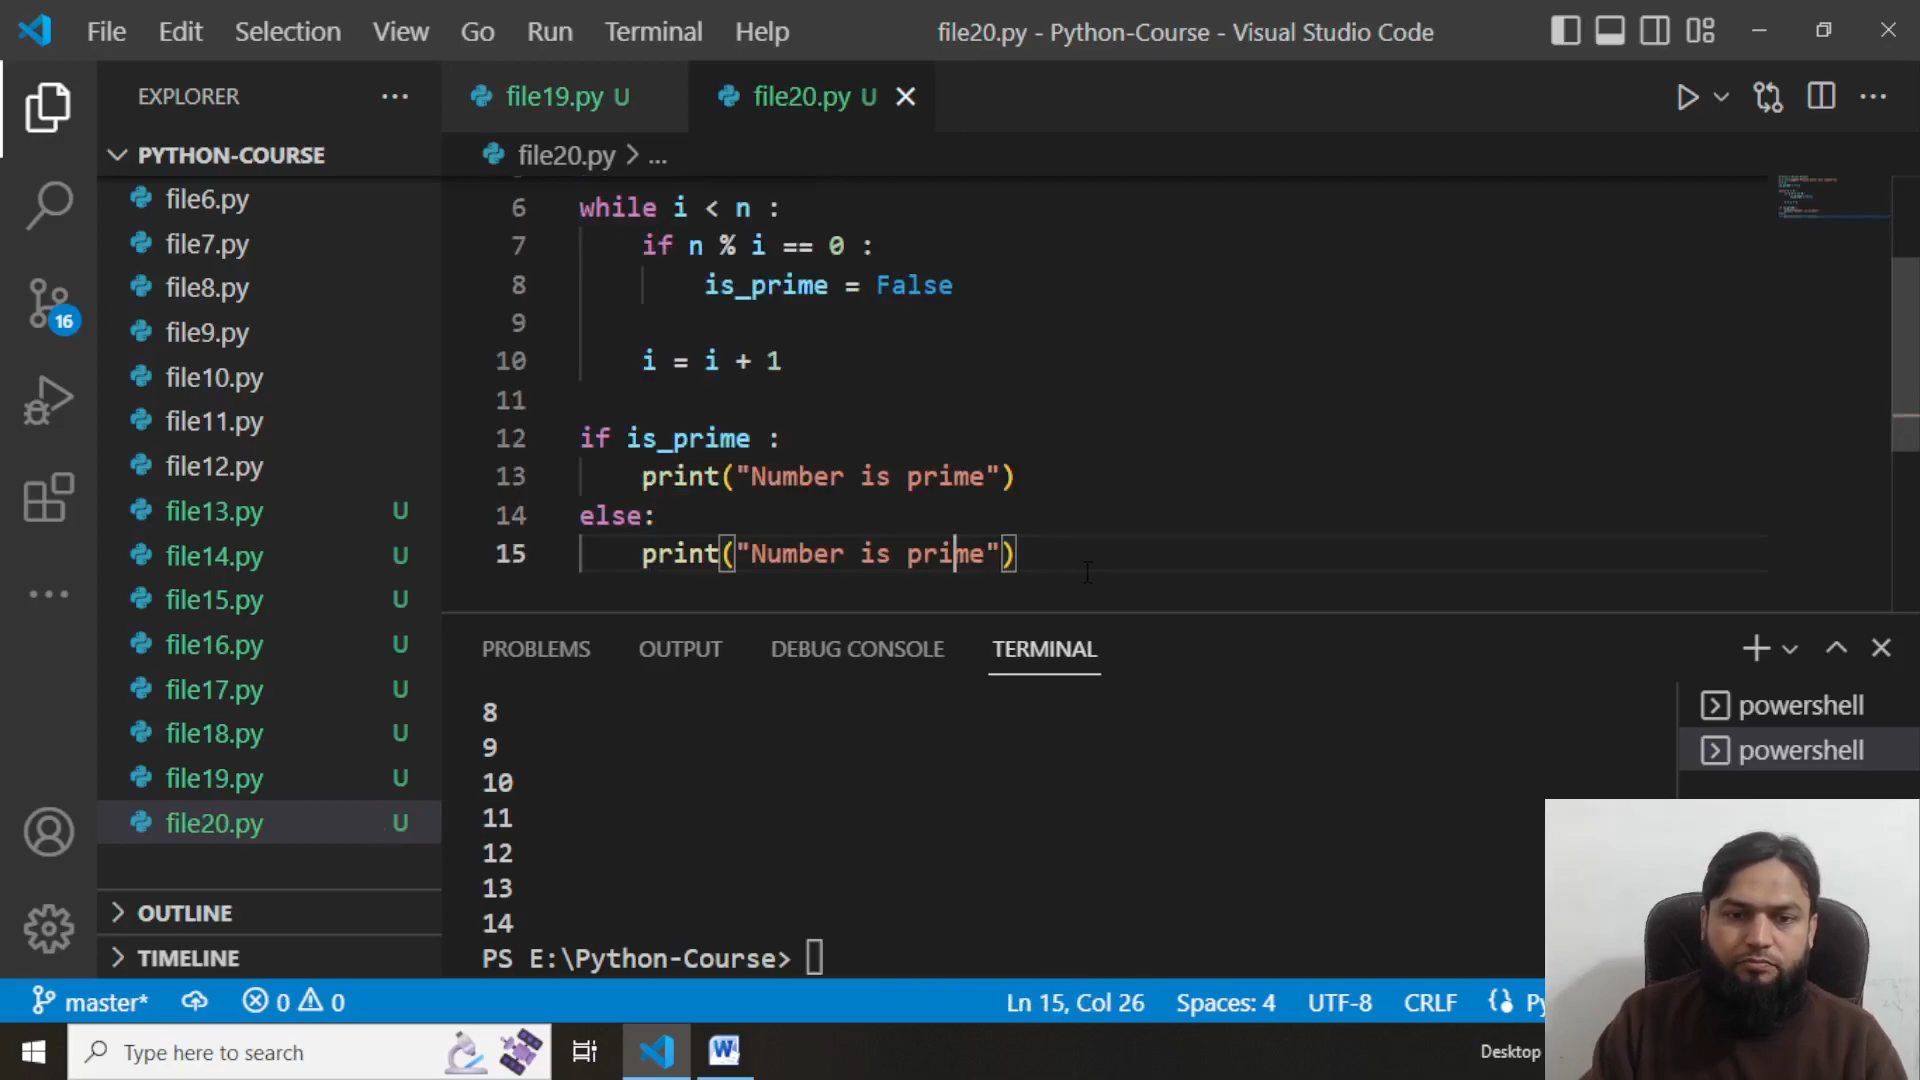 File Edit Selection View Go Run Terminal Help file20.py - Python-Course - Visual Studio Code
EXPLORER
file19.py U
file20.py U
PYTHON-COURSE
file20.py > ...
file6.py
file7.py
file8.py
file9.py
file10.py
file11.py
file12.py
file13.py U
file14.py U
file15.py U
file16.py U
file17.py U
file18.py U
file19.py U
file20.py U
OUTLINE
TIMELINE
16
6 while i < n :
7 if n % i == 0 :
8 is_prime = False
9
10 i = i + 1
11
12 if is_prime :
13 print("Number is prime")
14 else:
15 print("Number is prime")
PROBLEMS OUTPUT DEBUG CONSOLE TERMINAL
8
9
10
11
12
13
14
PS E:\Python-Course>
powershell
powershell
master* 0 0 Ln 15, Col 26 Spaces: 4 UTF-8 CRLF Py
Type here to search
Desktop